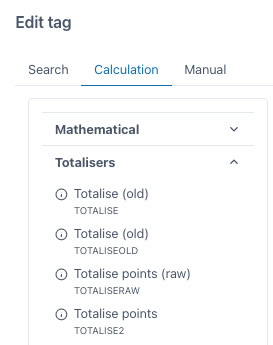 Edit tag
Search Calculation Manual
Mathematical
Totalisers
Totalise (old)
TOTALISE
Totalise (old)
TOTALISEOLD
Totalise points (raw)
TOTALISERAW
Totalise points
TOTALISE2